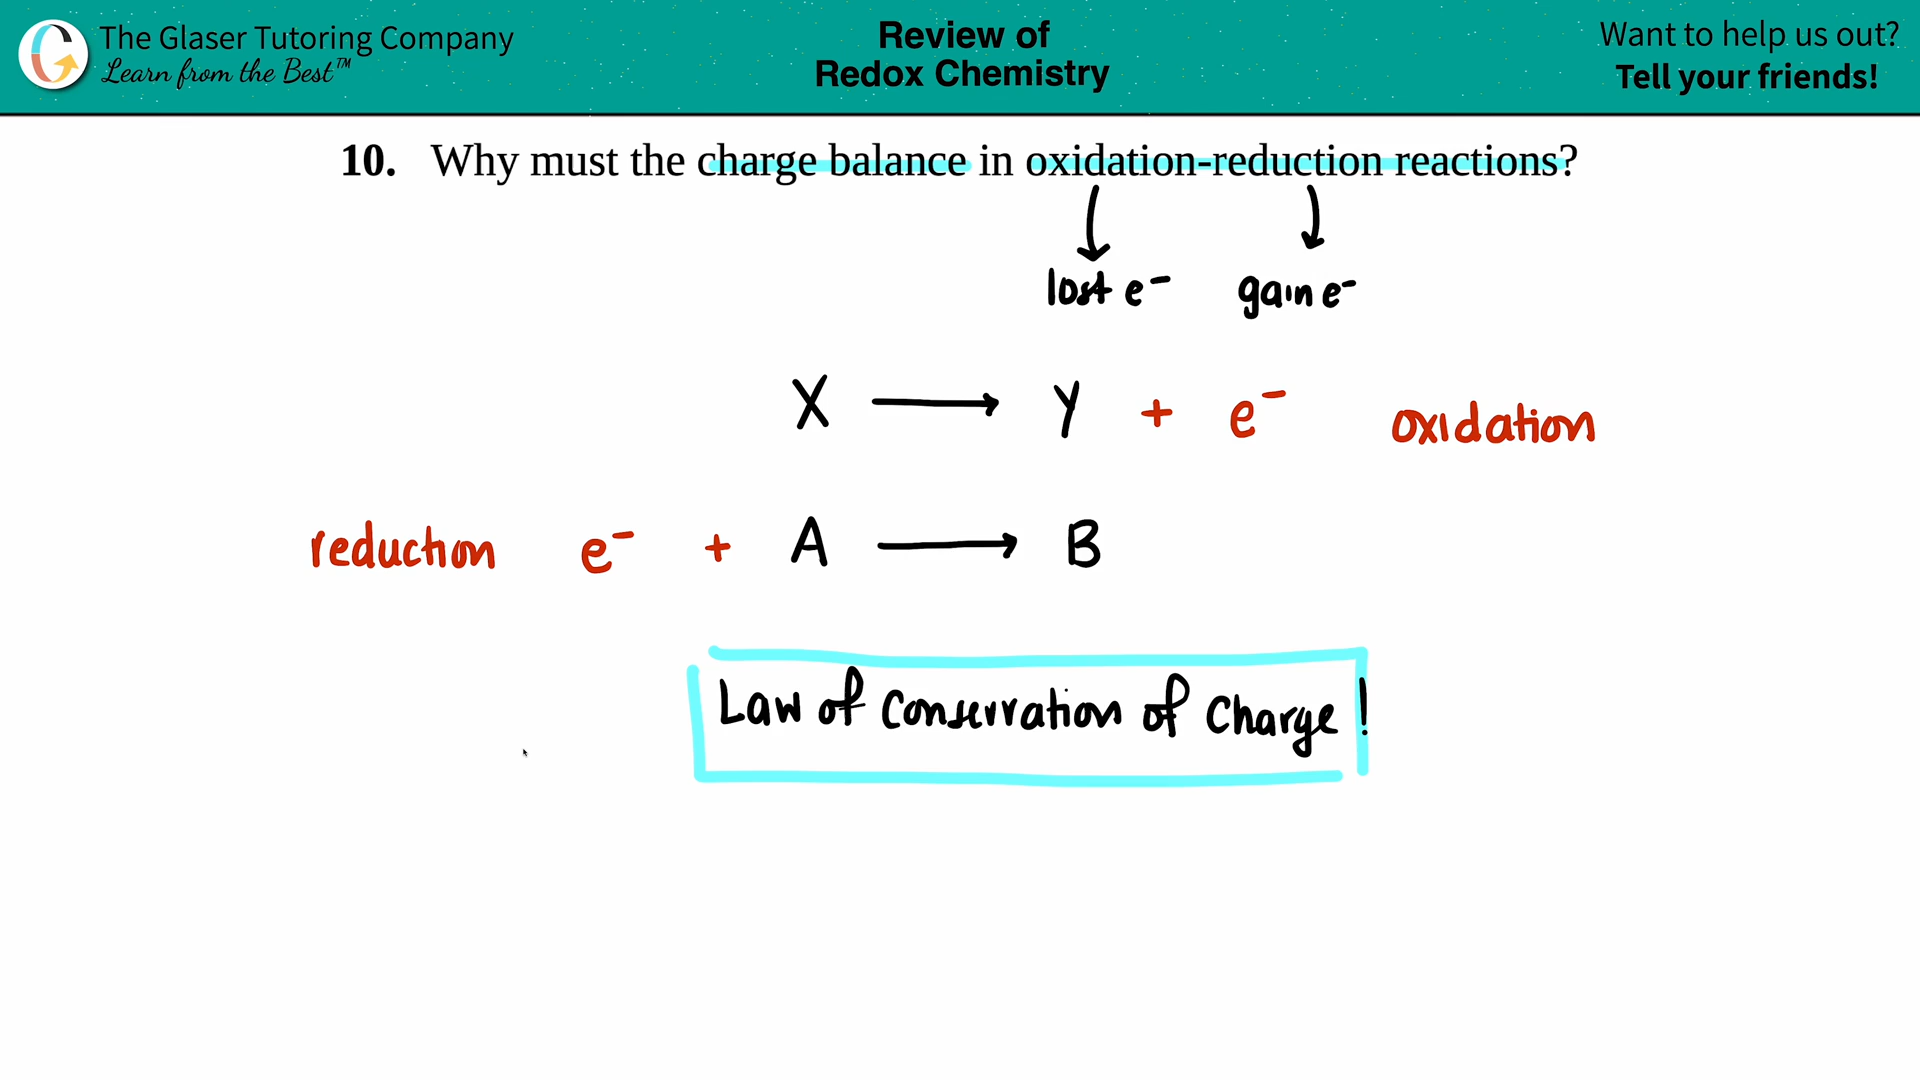 The Glaser Tutoring Company
Learn from the Best™
Review of
Redox Chemistry
Want to help us out?
Tell your friends!
10. Why must the charge balance in oxidation-reduction reactions?
lost e⁻ gain e⁻
X → Y + e⁻ oxidation
reduction e⁻ + A → B
Law of Conservation of Charge!